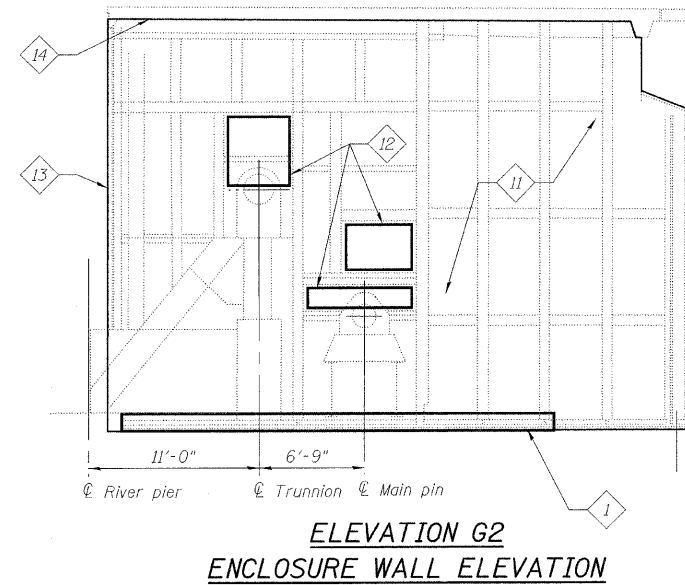 14
12
13
11
11'-0"
6'-9"
℄ River pier
℄ Trunnion
℄ Main pin
1
ELEVATION G2
ENCLOSURE WALL ELEVATION